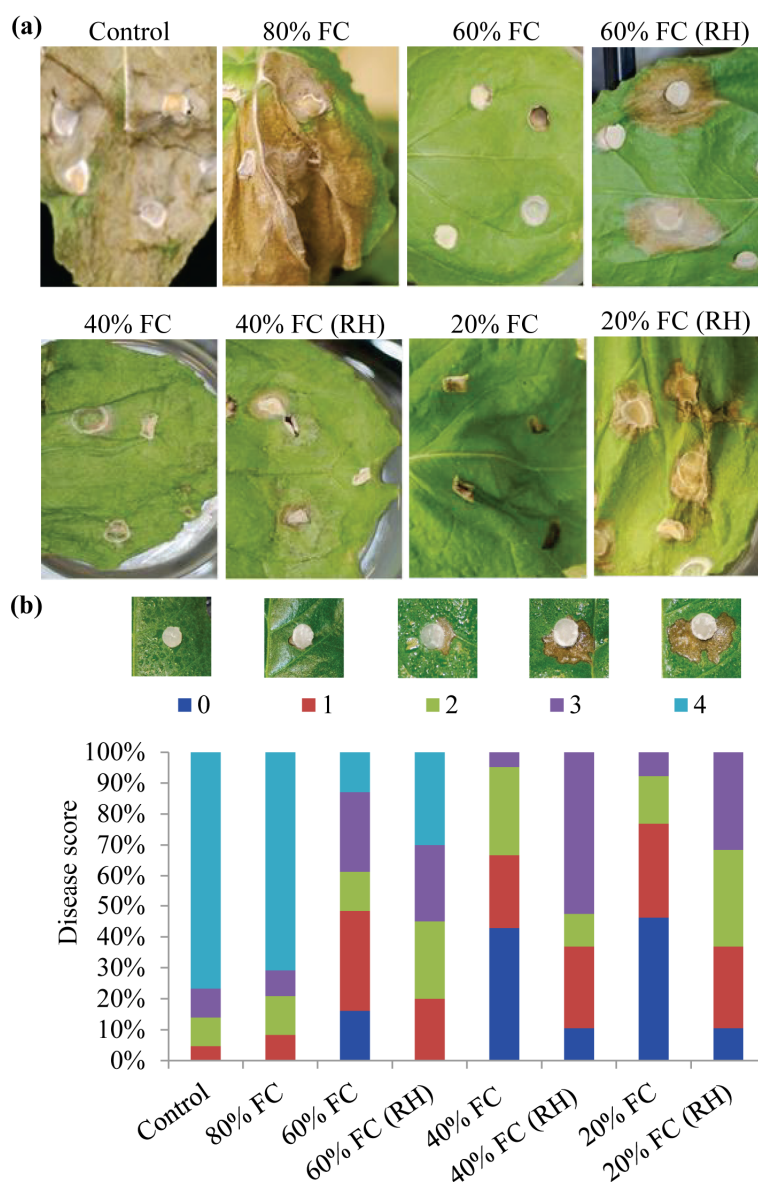 (a)
Control 80% FC 60% FC 60% FC (RH)
40% FC 40% FC (RH) 20% FC 20% FC (RH)
(b)
0 1 2 3 4
100%
90%
80%
70%
60%
50%
40%
30%
20%
10%
0%
Disease score
Control 80% FC 60% FC 60% FC (RH) 40% FC 40% FC (RH) 20% FC 20% FC (RH)